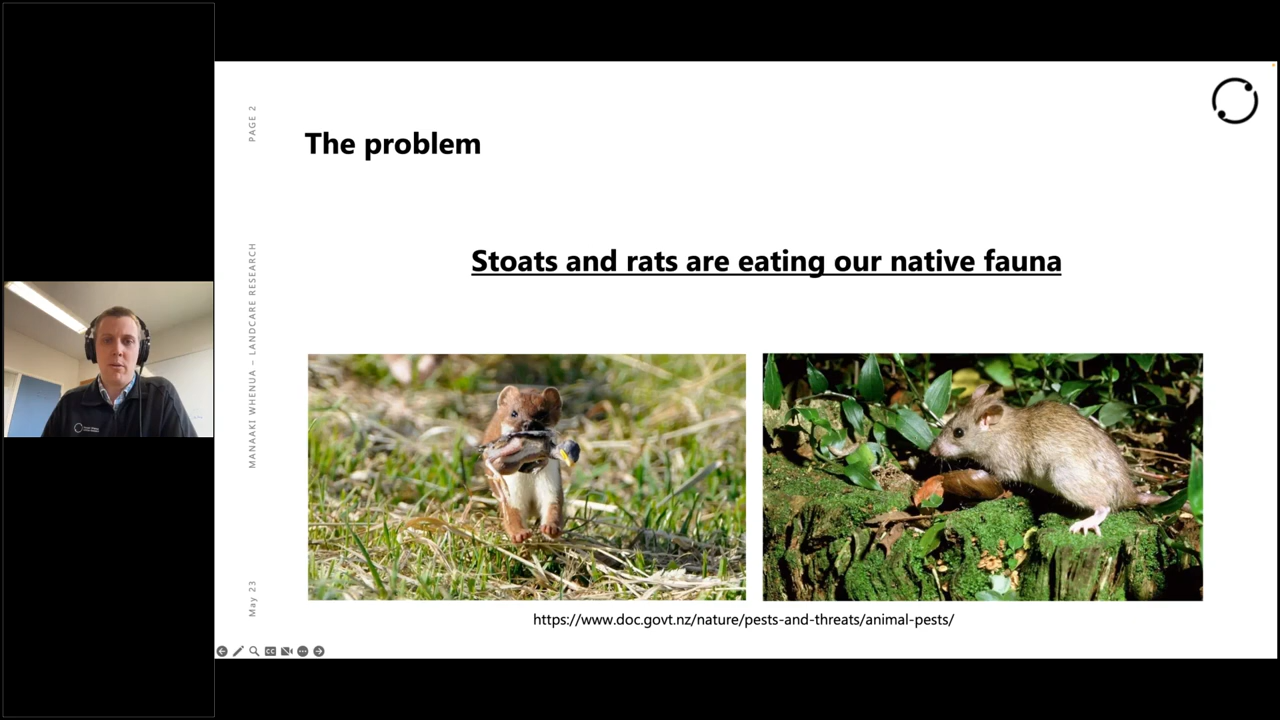 PAGE 2
The problem
Stoats and rats are eating our native fauna
MANAAKI WHENUA – LANDCARE RESEARCH
May 23
https://www.doc.govt.nz/nature/pests-and-threats/animal-pests/
CC